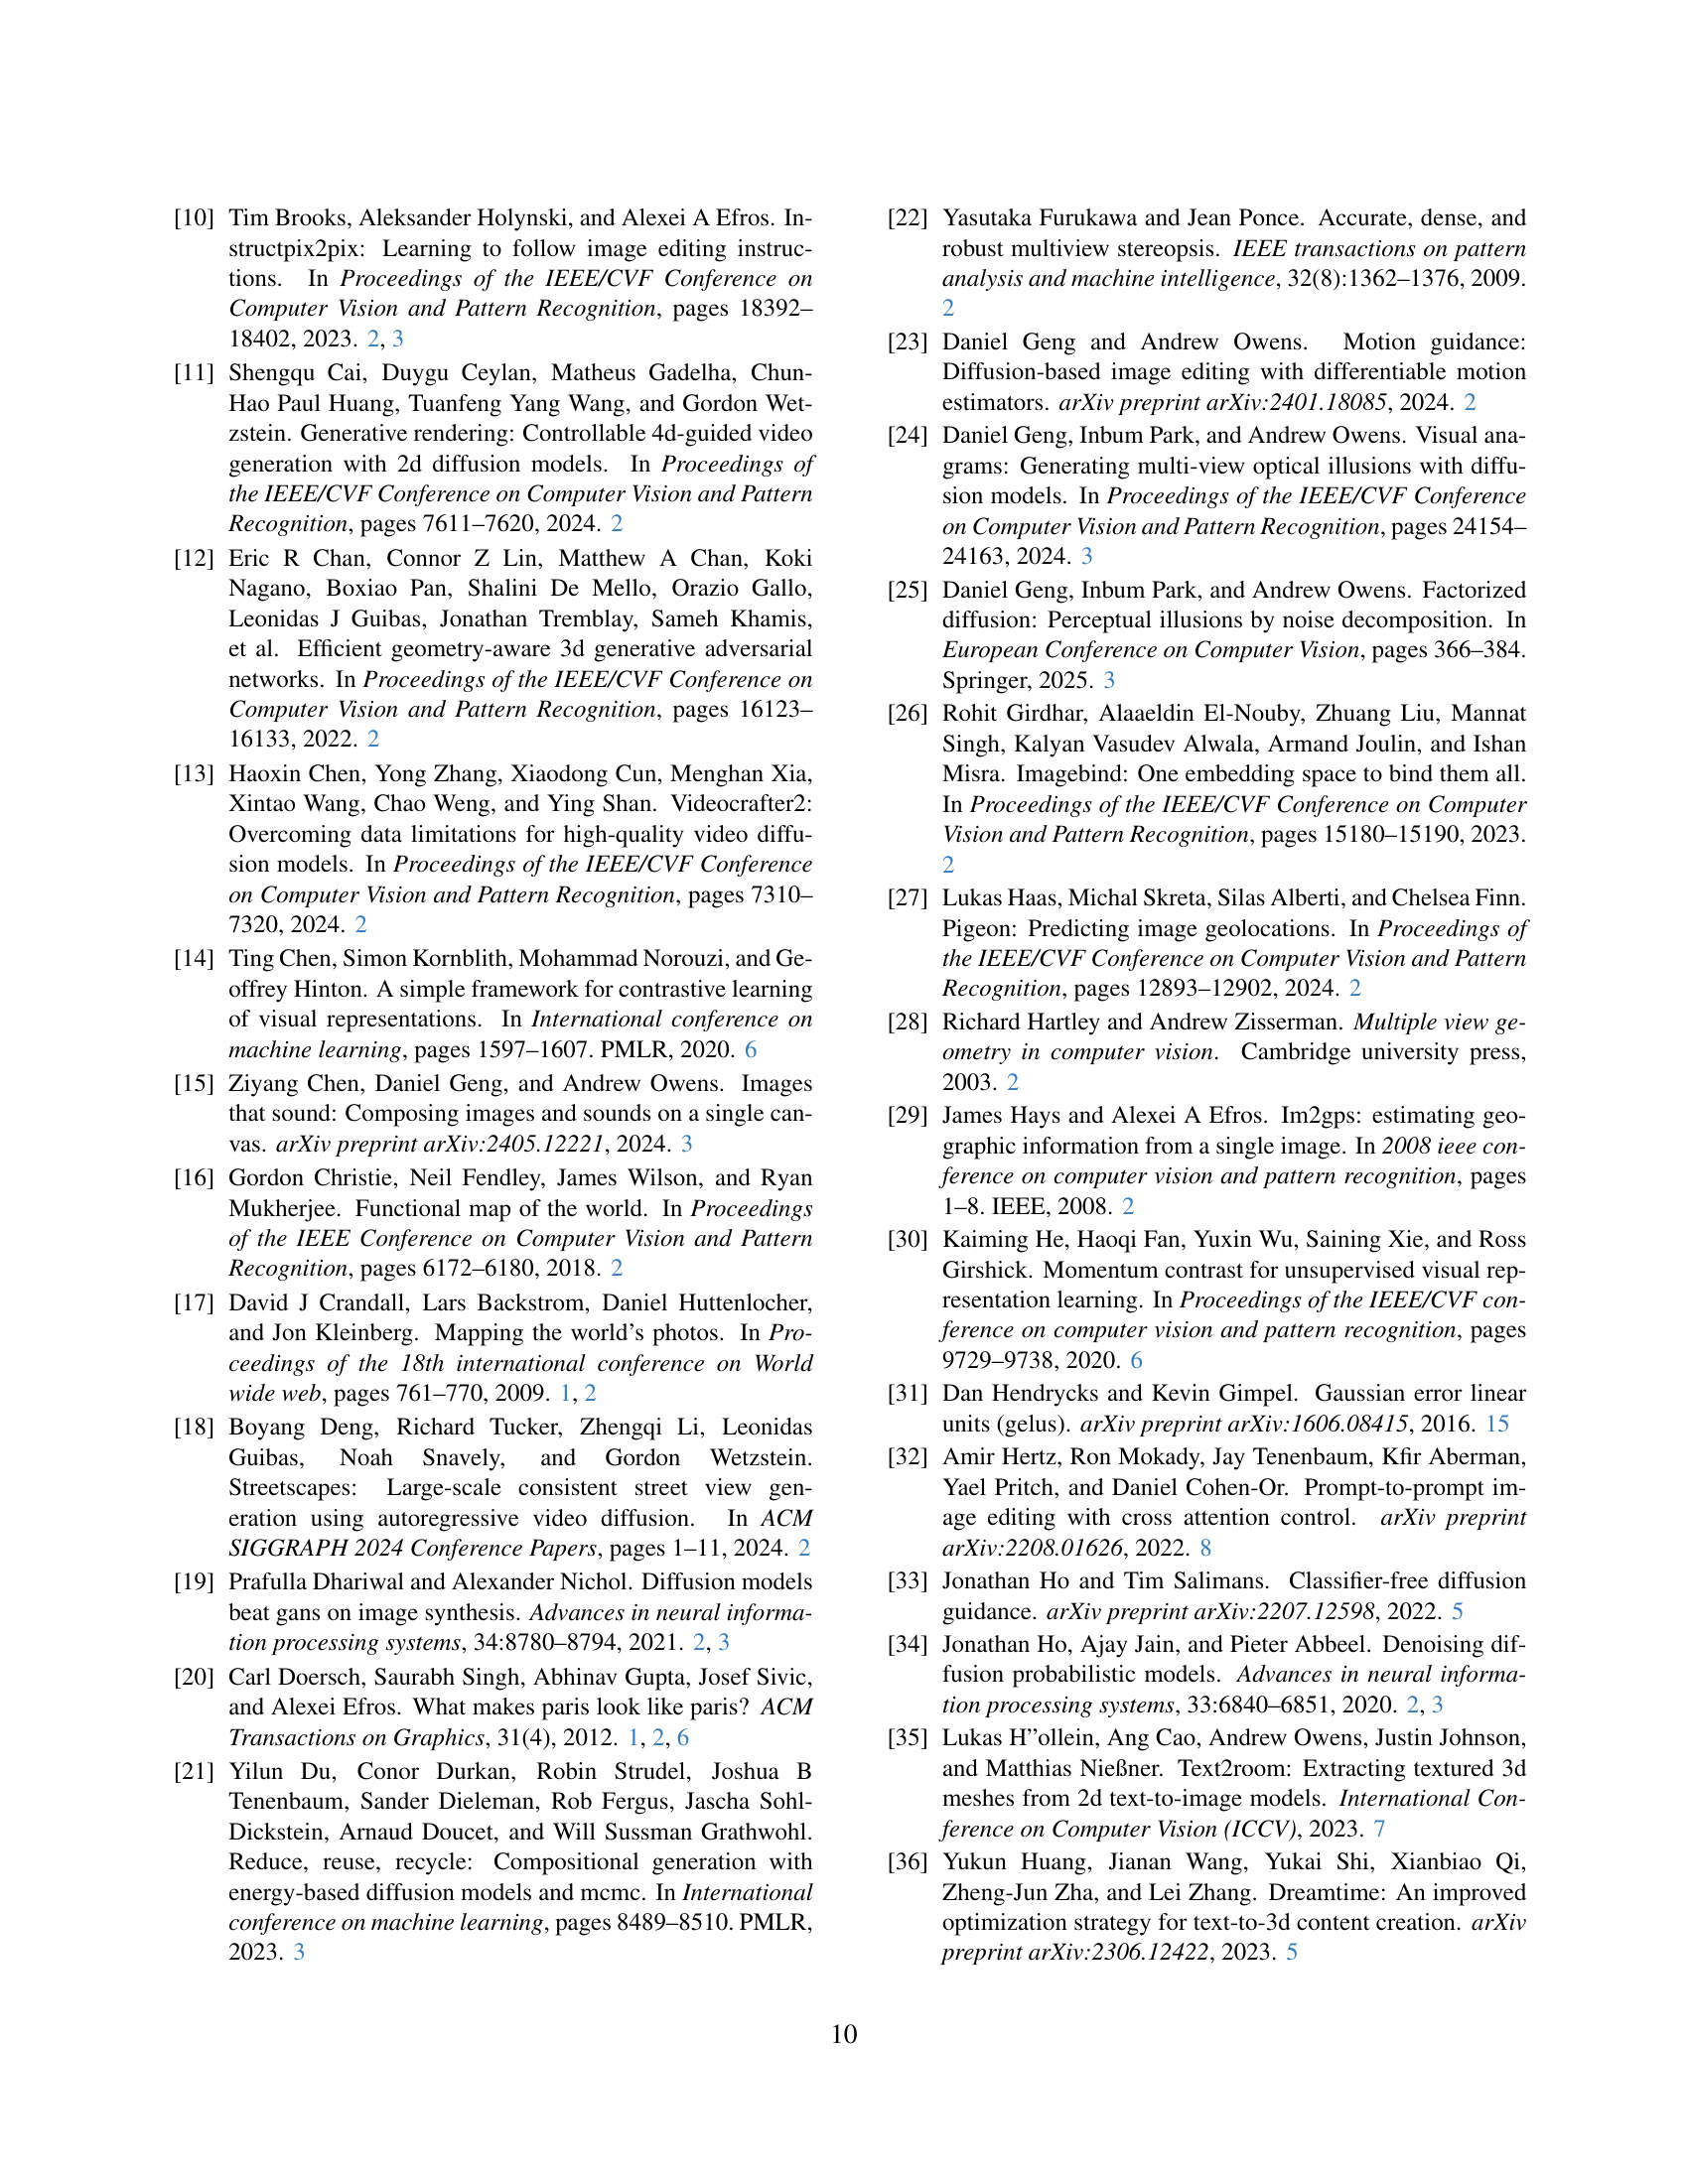 [10] Tim Brooks, Aleksander Holynski, and Alexei A Efros. In-
structpix2pix: Learning to follow image editing instruc-
tions. In Proceedings of the IEEE/CVF Conference on
Computer Vision and Pattern Recognition, pages 18392–
18402, 2023. 2, 3
[11] Shengqu Cai, Duygu Ceylan, Matheus Gadelha, Chun-
Hao Paul Huang, Tuanfeng Yang Wang, and Gordon Wet-
zstein. Generative rendering: Controllable 4d-guided video
generation with 2d diffusion models. In Proceedings of
the IEEE/CVF Conference on Computer Vision and Pattern
Recognition, pages 7611–7620, 2024. 2
[12] Eric R Chan, Connor Z Lin, Matthew A Chan, Koki
Nagano, Boxiao Pan, Shalini De Mello, Orazio Gallo,
Leonidas J Guibas, Jonathan Tremblay, Sameh Khamis,
et al. Efficient geometry-aware 3d generative adversarial
networks. In Proceedings of the IEEE/CVF Conference on
Computer Vision and Pattern Recognition, pages 16123–
16133, 2022. 2
[13] Haoxin Chen, Yong Zhang, Xiaodong Cun, Menghan Xia,
Xintao Wang, Chao Weng, and Ying Shan. Videocrafter2:
Overcoming data limitations for high-quality video diffu-
sion models. In Proceedings of the IEEE/CVF Conference
on Computer Vision and Pattern Recognition, pages 7310–
7320, 2024. 2
[14] Ting Chen, Simon Kornblith, Mohammad Norouzi, and Ge-
offrey Hinton. A simple framework for contrastive learning
of visual representations. In International conference on
machine learning, pages 1597–1607. PMLR, 2020. 6
[15] Ziyang Chen, Daniel Geng, and Andrew Owens. Images
that sound: Composing images and sounds on a single can-
vas. arXiv preprint arXiv:2405.12221, 2024. 3
[16] Gordon Christie, Neil Fendley, James Wilson, and Ryan
Mukherjee. Functional map of the world. In Proceedings
of the IEEE Conference on Computer Vision and Pattern
Recognition, pages 6172–6180, 2018. 2
[17] David J Crandall, Lars Backstrom, Daniel Huttenlocher,
and Jon Kleinberg. Mapping the world's photos. In Pro-
ceedings of the 18th international conference on World
wide web, pages 761–770, 2009. 1, 2
[18] Boyang Deng, Richard Tucker, Zhengqi Li, Leonidas
Guibas, Noah Snavely, and Gordon Wetzstein.
Streetscapes: Large-scale consistent street view gen-
eration using autoregressive video diffusion. In ACM
SIGGRAPH 2024 Conference Papers, pages 1–11, 2024. 2
[19] Prafulla Dhariwal and Alexander Nichol. Diffusion models
beat gans on image synthesis. Advances in neural informa-
tion processing systems, 34:8780–8794, 2021. 2, 3
[20] Carl Doersch, Saurabh Singh, Abhinav Gupta, Josef Sivic,
and Alexei Efros. What makes paris look like paris? ACM
Transactions on Graphics, 31(4), 2012. 1, 2, 6
[21] Yilun Du, Conor Durkan, Robin Strudel, Joshua B
Tenenbaum, Sander Dieleman, Rob Fergus, Jascha Sohl-
Dickstein, Arnaud Doucet, and Will Sussman Grathwohl.
Reduce, reuse, recycle: Compositional generation with
energy-based diffusion models and mcmc. In International
conference on machine learning, pages 8489–8510. PMLR,
2023. 3
[22] Yasutaka Furukawa and Jean Ponce. Accurate, dense, and
robust multiview stereopsis. IEEE transactions on pattern
analysis and machine intelligence, 32(8):1362–1376, 2009.
2
[23] Daniel Geng and Andrew Owens. Motion guidance:
Diffusion-based image editing with differentiable motion
estimators. arXiv preprint arXiv:2401.18085, 2024. 2
[24] Daniel Geng, Inbum Park, and Andrew Owens. Visual ana-
grams: Generating multi-view optical illusions with diffu-
sion models. In Proceedings of the IEEE/CVF Conference
on Computer Vision and Pattern Recognition, pages 24154–
24163, 2024. 3
[25] Daniel Geng, Inbum Park, and Andrew Owens. Factorized
diffusion: Perceptual illusions by noise decomposition. In
European Conference on Computer Vision, pages 366–384.
Springer, 2025. 3
[26] Rohit Girdhar, Alaaeldin El-Nouby, Zhuang Liu, Mannat
Singh, Kalyan Vasudev Alwala, Armand Joulin, and Ishan
Misra. Imagebind: One embedding space to bind them all.
In Proceedings of the IEEE/CVF Conference on Computer
Vision and Pattern Recognition, pages 15180–15190, 2023.
2
[27] Lukas Haas, Michal Skreta, Silas Alberti, and Chelsea Finn.
Pigeon: Predicting image geolocations. In Proceedings of
the IEEE/CVF Conference on Computer Vision and Pattern
Recognition, pages 12893–12902, 2024. 2
[28] Richard Hartley and Andrew Zisserman. Multiple view ge-
ometry in computer vision. Cambridge university press,
2003. 2
[29] James Hays and Alexei A Efros. Im2gps: estimating geo-
graphic information from a single image. In 2008 ieee con-
ference on computer vision and pattern recognition, pages
1–8. IEEE, 2008. 2
[30] Kaiming He, Haoqi Fan, Yuxin Wu, Saining Xie, and Ross
Girshick. Momentum contrast for unsupervised visual rep-
resentation learning. In Proceedings of the IEEE/CVF con-
ference on computer vision and pattern recognition, pages
9729–9738, 2020. 6
[31] Dan Hendrycks and Kevin Gimpel. Gaussian error linear
units (gelus). arXiv preprint arXiv:1606.08415, 2016. 15
[32] Amir Hertz, Ron Mokady, Jay Tenenbaum, Kfir Aberman,
Yael Pritch, and Daniel Cohen-Or. Prompt-to-prompt im-
age editing with cross attention control. arXiv preprint
arXiv:2208.01626, 2022. 8
[33] Jonathan Ho and Tim Salimans. Classifier-free diffusion
guidance. arXiv preprint arXiv:2207.12598, 2022. 5
[34] Jonathan Ho, Ajay Jain, and Pieter Abbeel. Denoising dif-
fusion probabilistic models. Advances in neural informa-
tion processing systems, 33:6840–6851, 2020. 2, 3
[35] Lukas H”ollein, Ang Cao, Andrew Owens, Justin Johnson,
and Matthias Nießner. Text2room: Extracting textured 3d
meshes from 2d text-to-image models. International Con-
ference on Computer Vision (ICCV), 2023. 7
[36] Yukun Huang, Jianan Wang, Yukai Shi, Xianbiao Qi,
Zheng-Jun Zha, and Lei Zhang. Dreamtime: An improved
optimization strategy for text-to-3d content creation. arXiv
preprint arXiv:2306.12422, 2023. 5
10